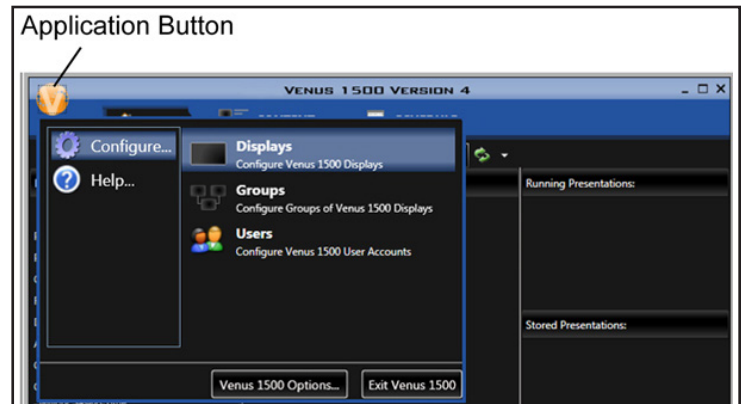 Application Button
VENUS 1500 VERSION 4
Configure...
Displays
Configure Venus 1500 Displays
Help...
Groups
Configure Groups of Venus 1500 Displays
Users
Configure Venus 1500 User Accounts
Running Presentations:
Stored Presentations:
Venus 1500 Options...
Exit Venus 1500